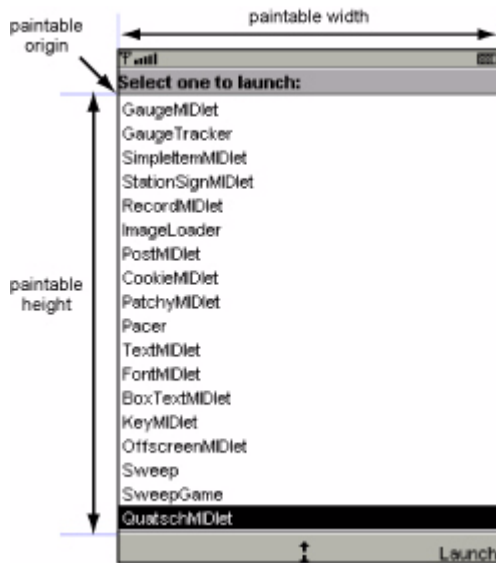 paintable width
paintable
origin
Select one to launch:
GaugeMIDlet
GaugeTracker
SimpleItemMIDlet
StationSignMIDlet
RecordMIDlet
ImageLoader
PostMIDlet
CookieMIDlet
PatchyMIDlet
Pacer
TextMIDlet
FontMIDlet
BoxTextMIDlet
KeyMIDlet
OffscreenMIDlet
Sweep
SweepGame
QuatschMIDlet
paintable
height
Launch